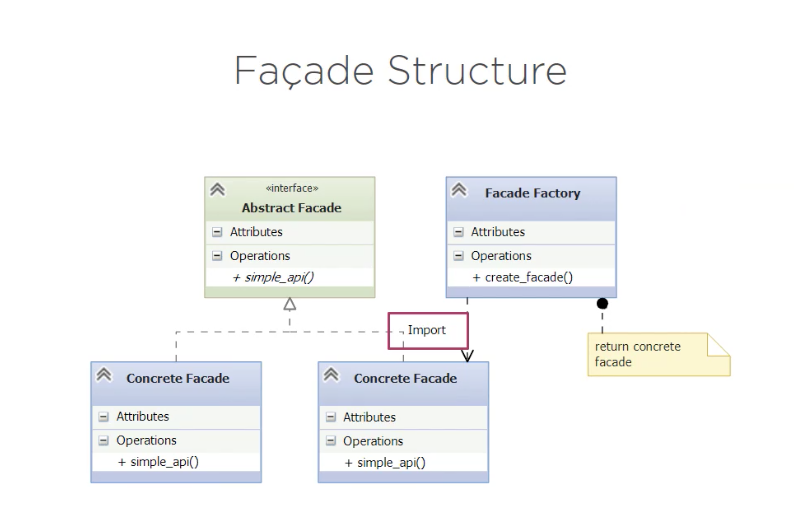 Façade Structure
«interface»
Abstract Facade
Attributes
Operations
+ simple_api()
Facade Factory
Attributes
Operations
+ create_facade()
Import
return concrete
facade
Concrete Facade
Attributes
Operations
+ simple_api()
Concrete Facade
Attributes
Operations
+ simple_api()